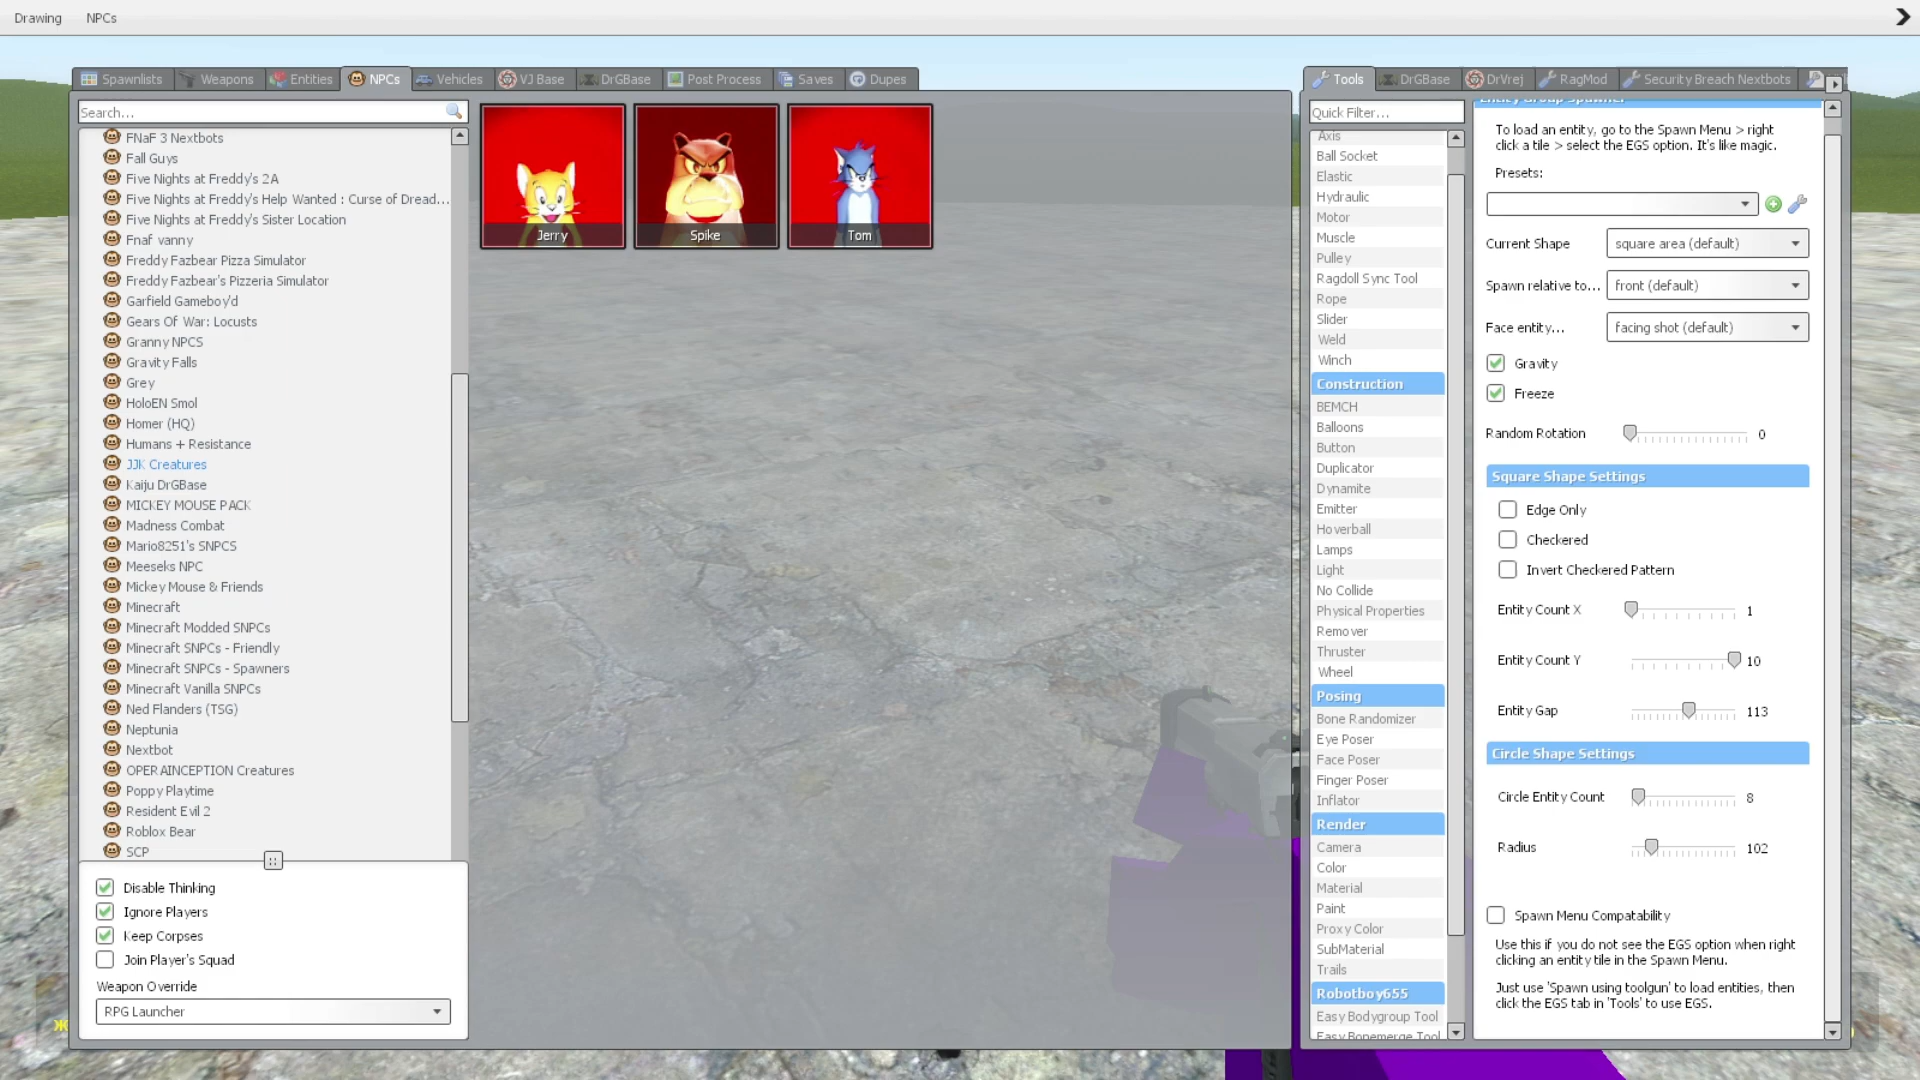 Drawing NPCs
Spawnlists Weapons Entities NPCs Vehicles VJ Base DrGBase Post Process Saves Dupes
Search...
FNaF 3 Nextbots
Fall Guys
Five Nights at Freddy's 2A
Five Nights at Freddy's Help Wanted : Curse of Dread...
Five Nights at Freddy's Sister Location
Fnaf vanny
Freddy Fazbear Pizza Simulator
Freddy Fazbear's Pizzeria Simulator
Garfield Gameboy'd
Gears Of War: Locusts
Granny NPCS
Gravity Falls
Grey
HoloEN Smol
Homer (HQ)
Humans + Resistance
JJK Creatures
Kaiju DrGBase
MICKEY MOUSE PACK
Madness Combat
Mario8251's SNPCS
Meeseks NPC
Mickey Mouse & Friends
Minecraft
Minecraft Modded SNPCs
Minecraft SNPCs - Friendly
Minecraft SNPCs - Spawners
Minecraft Vanilla SNPCs
Ned Flanders (TSG)
Neptunia
Nextbot
OPERAINCEPTION Creatures
Poppy Playtime
Resident Evil 2
Roblox Bear
SCP
Disable Thinking
Ignore Players
Keep Corpses
Join Player's Squad
Weapon Override
RPG Launcher
Jerry
Spike
Tom
Tools DrGBase DrVrej RagMod Security Breach Nextbots
Quick Filter...
Axis
Ball Socket
Elastic
Hydraulic
Motor
Muscle
Pulley
Ragdoll Sync Tool
Rope
Slider
Weld
Winch
Construction
BEMCH
Balloons
Button
Duplicator
Dynamite
Emitter
Hoverball
Lamps
Light
No Collide
Physical Properties
Remover
Thruster
Wheel
Posing
Bone Randomizer
Eye Poser
Face Poser
Finger Poser
Inflator
Render
Camera
Color
Material
Paint
Proxy Color
SubMaterial
Trails
Robotboy655
Easy Bodygroup Tool
Easy Bonemerge Tool
Entity Group Spawner
To load an entity, go to the Spawn Menu > right
click a tile > select the EGS option. It's like magic.
Presets:
Current Shape square area (default)
Spawn relative to... front (default)
Face entity... facing shot (default)
Gravity
Freeze
Random Rotation 0
Square Shape Settings
Edge Only
Checkered
Invert Checkered Pattern
Entity Count X 1
Entity Count Y 10
Entity Gap 113
Circle Shape Settings
Circle Entity Count 8
Radius 102
Spawn Menu Compatability
Use this if you do not see the EGS option when right
clicking an entity tile in the Spawn Menu.
Just use 'Spawn using toolgun' to load entities, then
click the EGS tab in 'Tools' to use EGS.